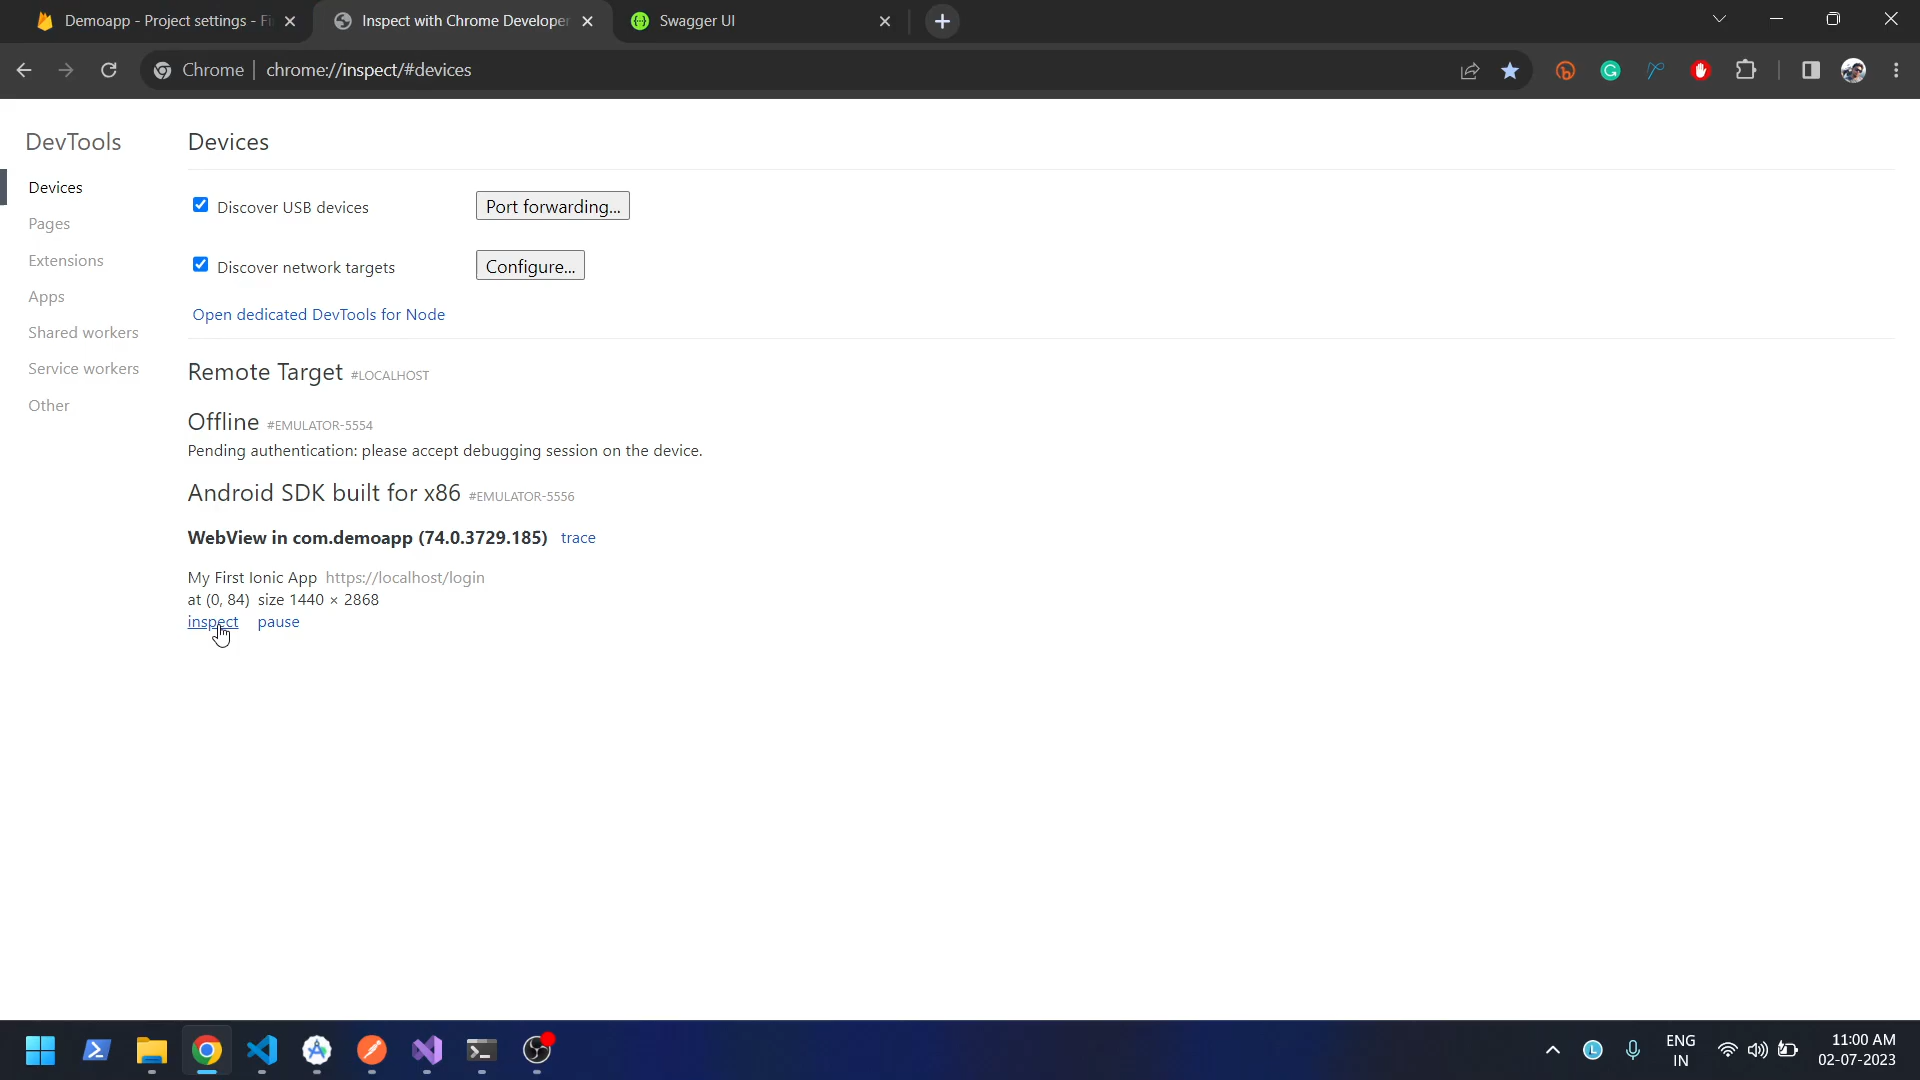 Demoapp - Project settings - Fi
Inspect with Chrome Developer
Swagger UI
Chrome
chrome://inspect/#devices
DevTools
Devices
Pages
Extensions
Apps
Shared workers
Service workers
Other
Devices
Discover USB devices
Port forwarding...
Discover network targets
Configure...
Open dedicated DevTools for Node
Remote Target #LOCALHOST
Offline #EMULATOR-5554
Pending authentication: please accept debugging session on the device.
Android SDK built for x86 #EMULATOR-5556
WebView in com.demoapp (74.0.3729.185) trace
My First Ionic App https://localhost/login
at (0, 84) size 1440 × 2868
inspect pause
ENG
IN
11:00 AM
02-07-2023